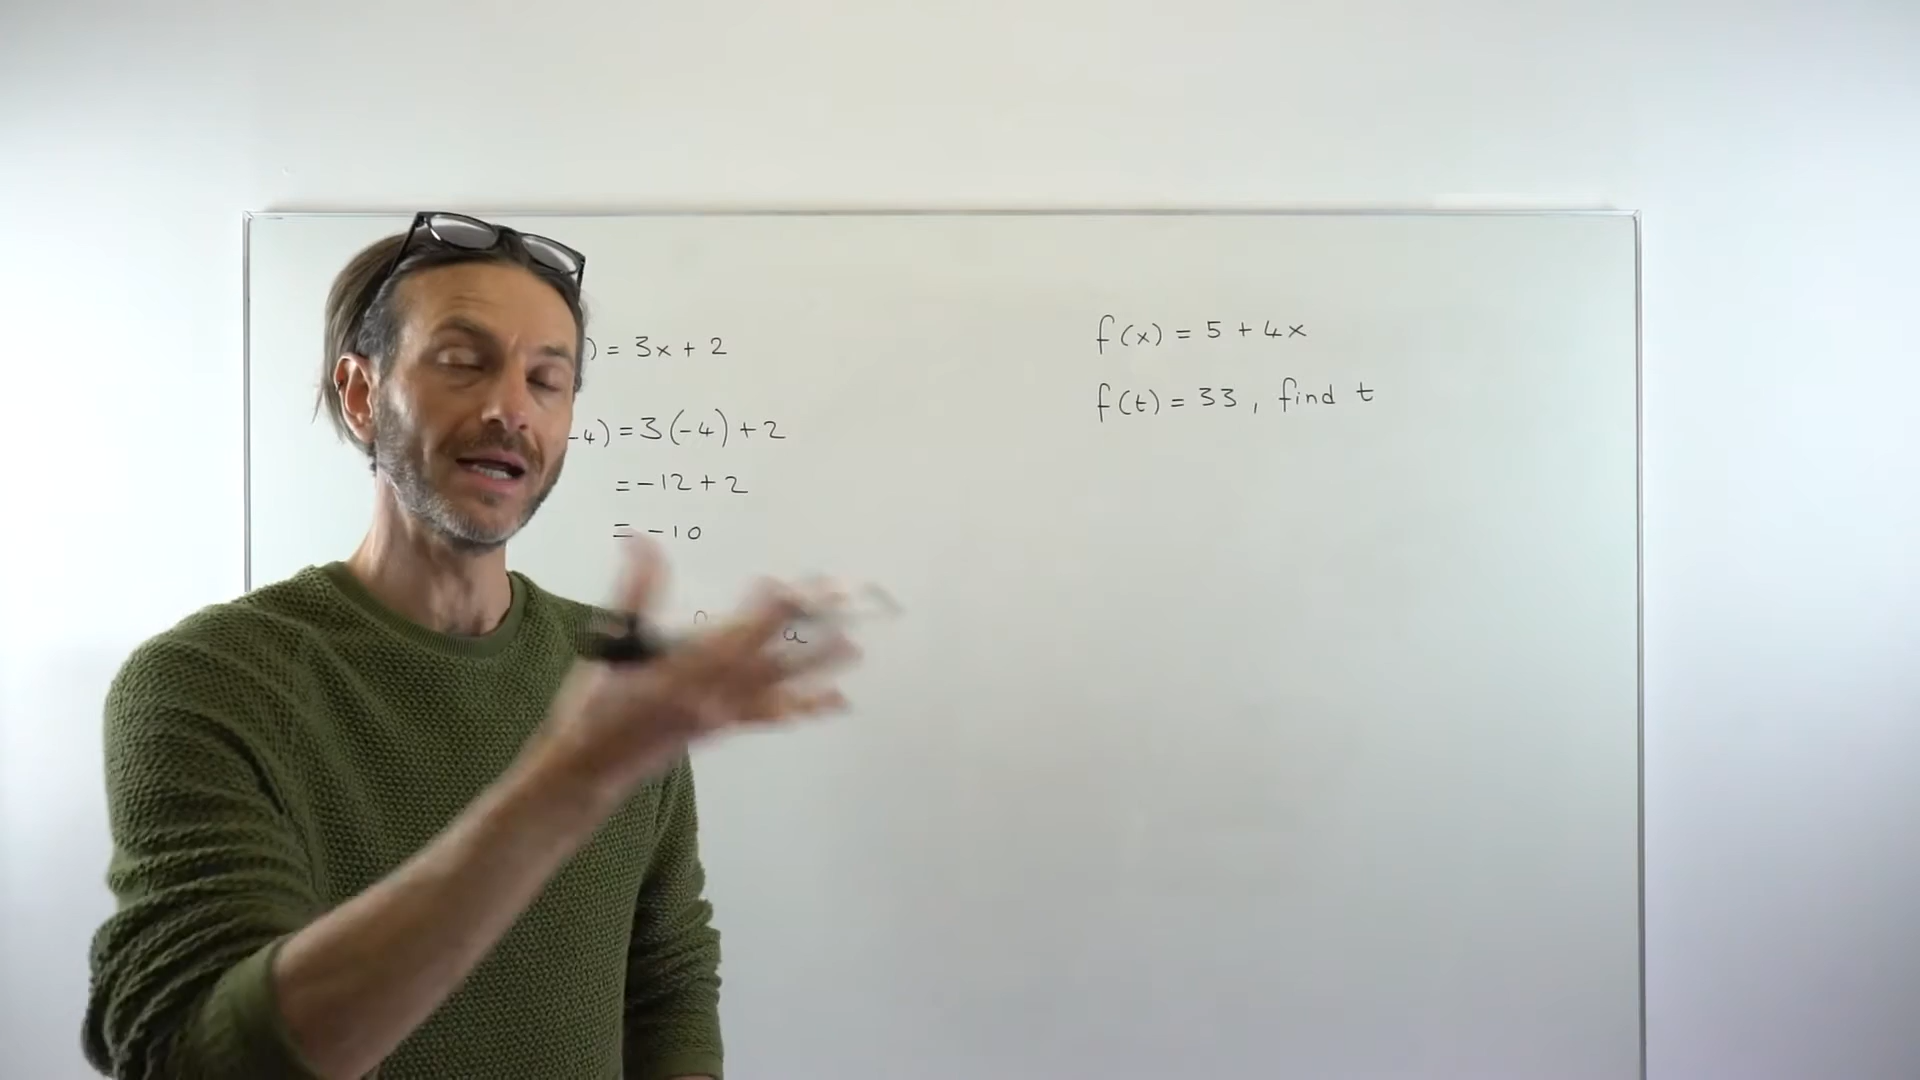 ) = 3x + 2
-4) = 3(-4) + 2
= -12 + 2
= -10
a
f(x) = 5 + 4x
f(t) = 33, find t